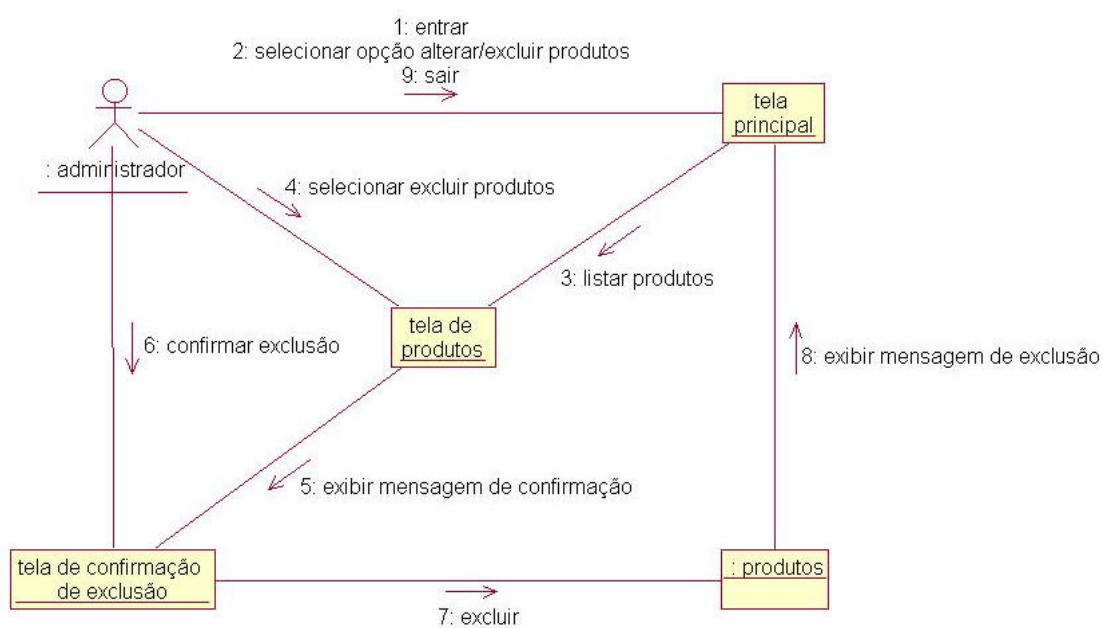 1: entrar
2: selecionar opção alterar/excluir produtos
9: sair
tela
principal
: administrador
4: selecionar excluir produtos
3: listar produtos
tela de
produtos
6: confirmar exclusão
8: exibir mensagem de exclusão
5: exibir mensagem de confirmação
tela de confirmação
de exclusão
: produtos
7: excluir